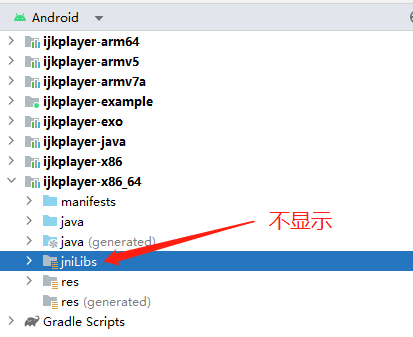 Android
ijkplayer-arm64
ijkplayer-armv5
ijkplayer-armv7a
ijkplayer-example
ijkplayer-exo
ijkplayer-java
ijkplayer-x86
ijkplayer-x86_64
manifests
java
不显示
java (generated)
jniLibs
res
res (generated)
Gradle Scripts